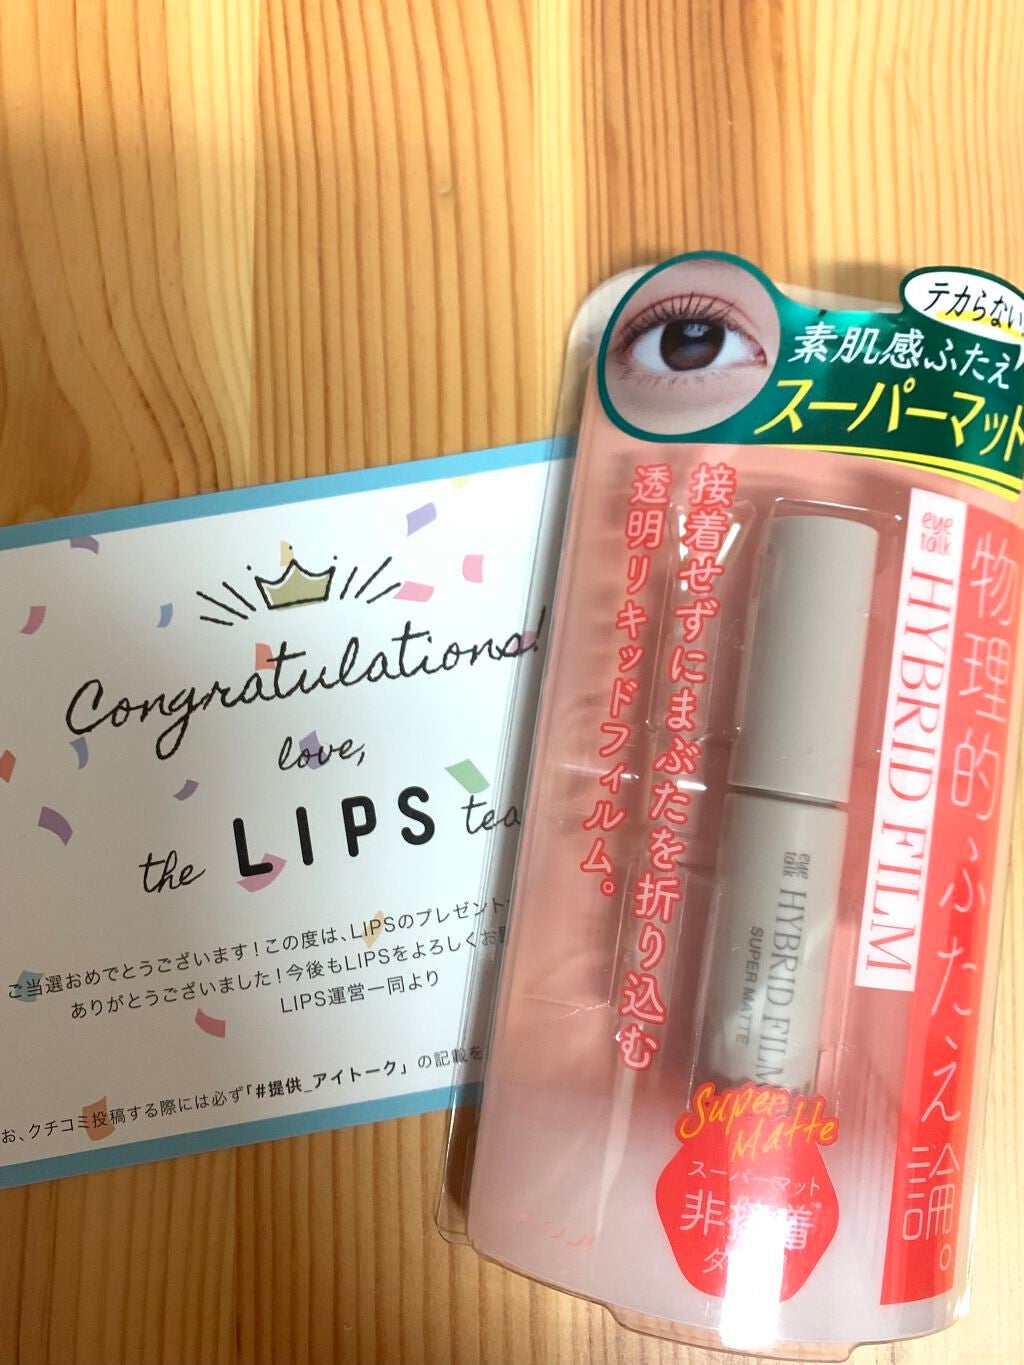 Congratulations!
love,
the LIPS tea
ご当選おめでとうございます！この度は、LIPSのプレゼント
ありがとうございました！今後もLIPSをよろしくお
LIPS運営一同より
お、クチコミ投稿する際には必ず「#提供_アイトーク」の記載を
テカらない
素肌感ふたえ
スーパーマット
接着せずにまぶたを折り込む
透明リキッドフィルム。
eye talk
HYBRID FILM
物理的ふたえ論。
eye talk
HYBRID FILM
SUPER MATTE
Super
Matte
スーパーマット
非接着
タ